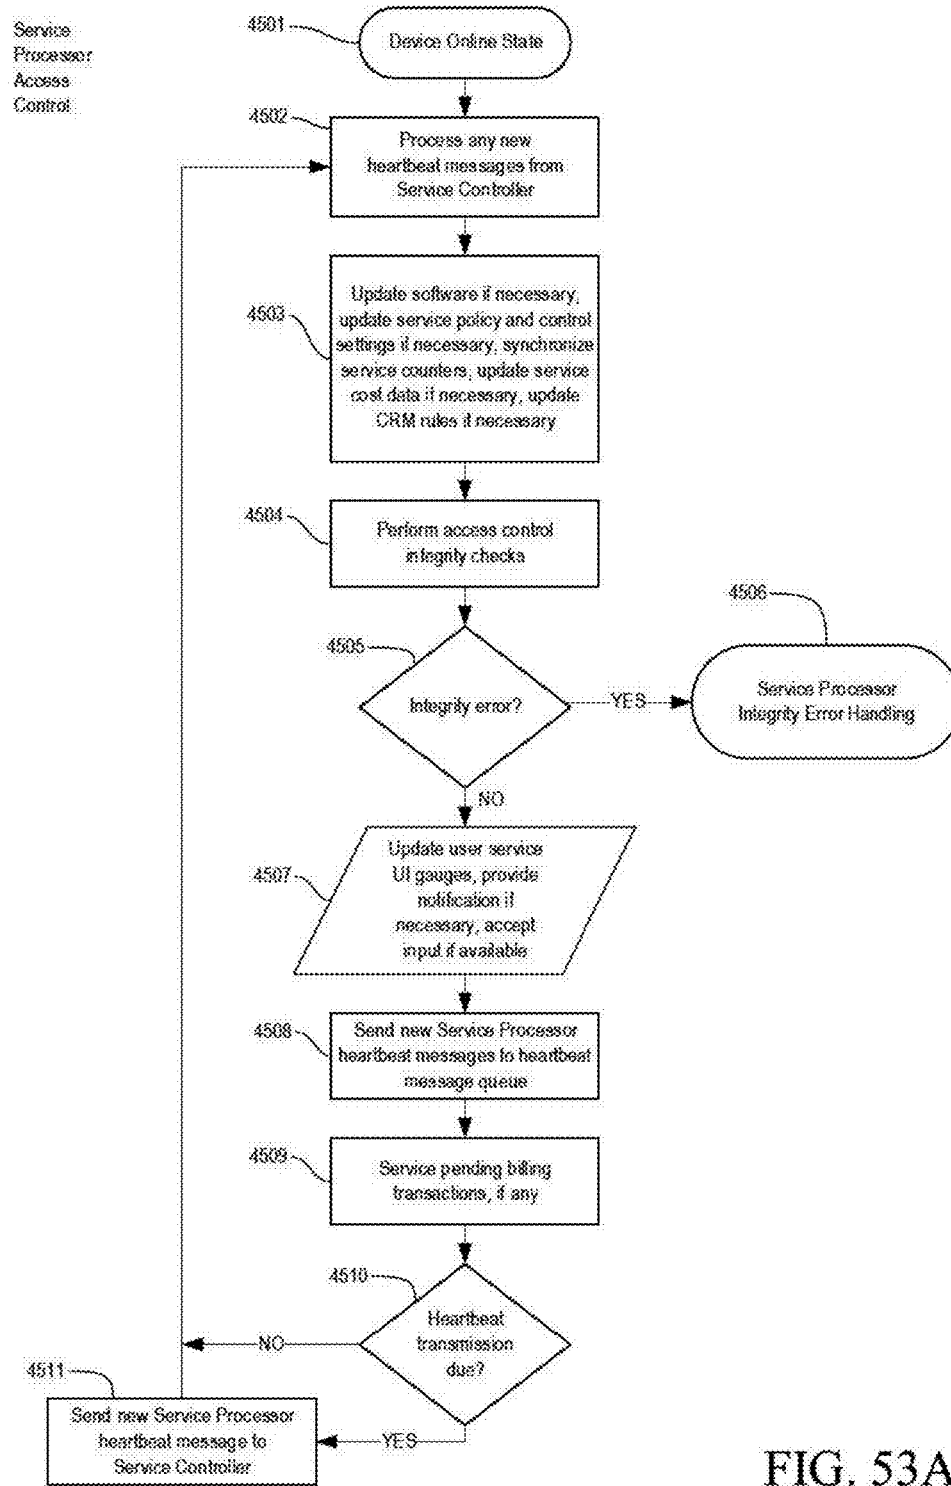 Service
Processor
Access
Control
4501
Device Online State
4502
Process any new
heartbeat messages from
Service Controller
4503
Update software if necessary,
update service policy and control
settings if necessary, synchronize
service counters, update service
cost data if necessary, update
CRM rules if necessary
4504
Perform access control
integrity checks
4505
Integrity error?
YES
4506
Service Processor
Integrity Error Handling
NO
4507
Update user service
UI gauges, provide
notification if
necessary, accept
input if available
4508
Send new Service Processor
heartbeat messages to heartbeat
message queue
4509
Service pending billing
transactions, if any
4510
Heartbeat
transmission
due?
NO
YES
4511
Send new Service Processor
heartbeat message to
Service Controller
FIG. 53A